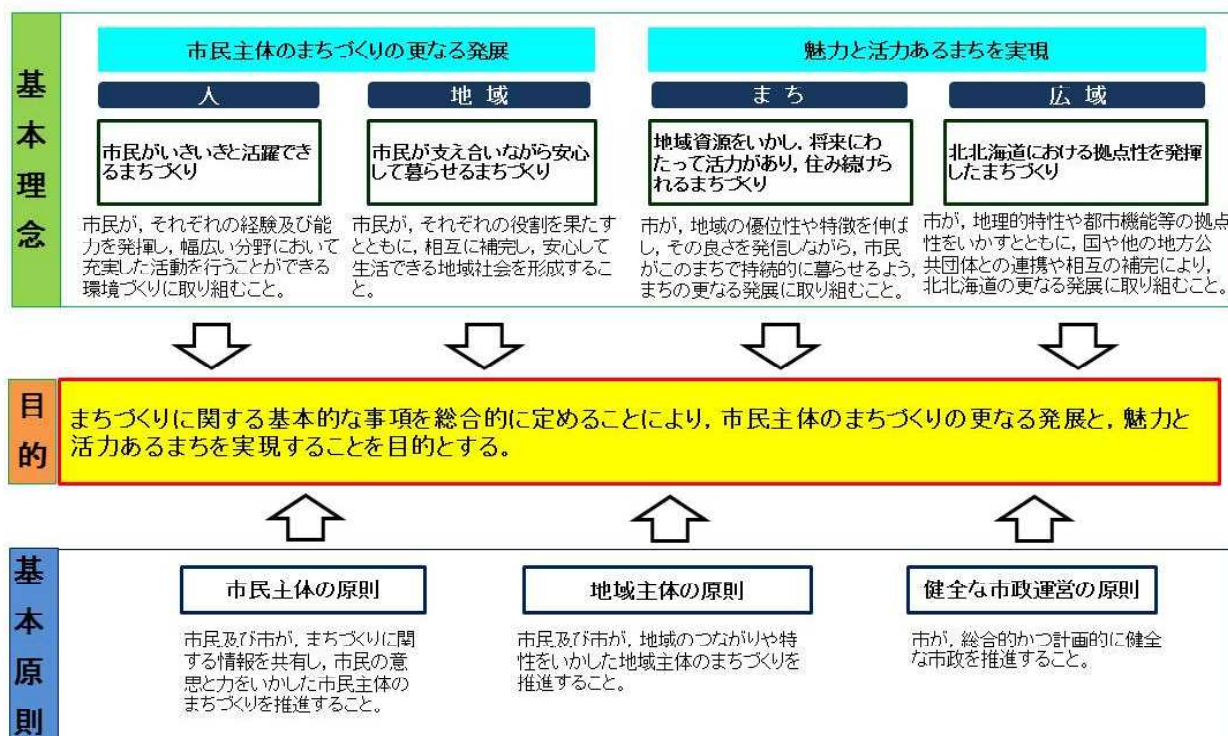 基本理念
市民主体のまちづくりの更なる発展
魅力と活力あるまちを実現
人
市民がいきいきと活躍でき
るまちづくり
市民が，それぞれの経験及び能
力を発揮し，幅広い分野において
充実した活動を行うことができる
環境づくりに取り組むこと。
地域
市民が支え合いながら安心
して暮らせるまちづくり
市民が，それぞれの役割を果たす
とともに，相互に補完し，安心して
生活できる地域社会を形成するこ
と。
まち
地域資源をいかし，将来にわ
たって活力があり，住み続けら
れるまちづくり
市が，地域の優位性や特徴を伸ば
し，その良さを発信しながら，市民
がこのまちで持続的に暮らせるよう，
まちの更なる発展に取り組むこと。
広域
北北海道における拠点性を発揮
したまちづくり
市が，地理的特性や都市機能等の拠点
性をいかすとともに，国や他の地方公
共団体との連携や相互の補完により，
北北海道の更なる発展に取り組むこと。
目的
まちづくりに関する基本的な事項を総合的に定めることにより，市民主体のまちづくりの更なる発展と，魅力と
活力あるまちを実現することを目的とする。
基本原則
市民主体の原則
市民及び市が，まちづくりに関
する情報を共有し，市民の意
思と力をいかした市民主体の
まちづくりを推進すること。
地域主体の原則
市民及び市が，地域のつながりや特
性をいかした地域主体のまちづくりを
推進すること。
健全な市政運営の原則
市が，総合的かつ計画的に健全
な市政を推進すること。